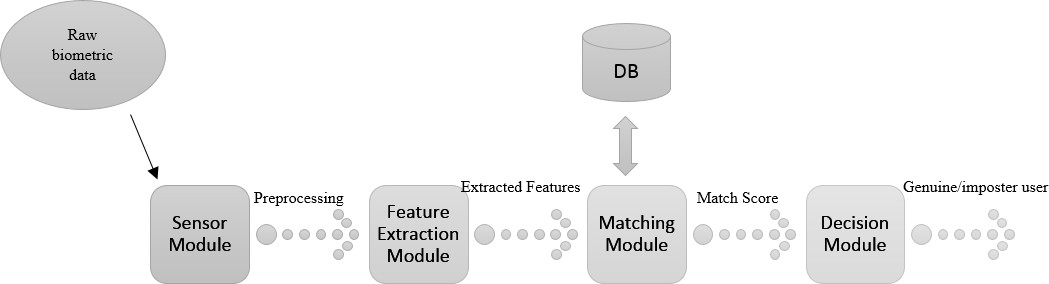 Raw
biometric
data
DB
Preprocessing
Extracted Features
Match Score
Genuine/imposter user
Sensor
Module
Feature
Extraction
Module
Matching
Module
Decision
Module